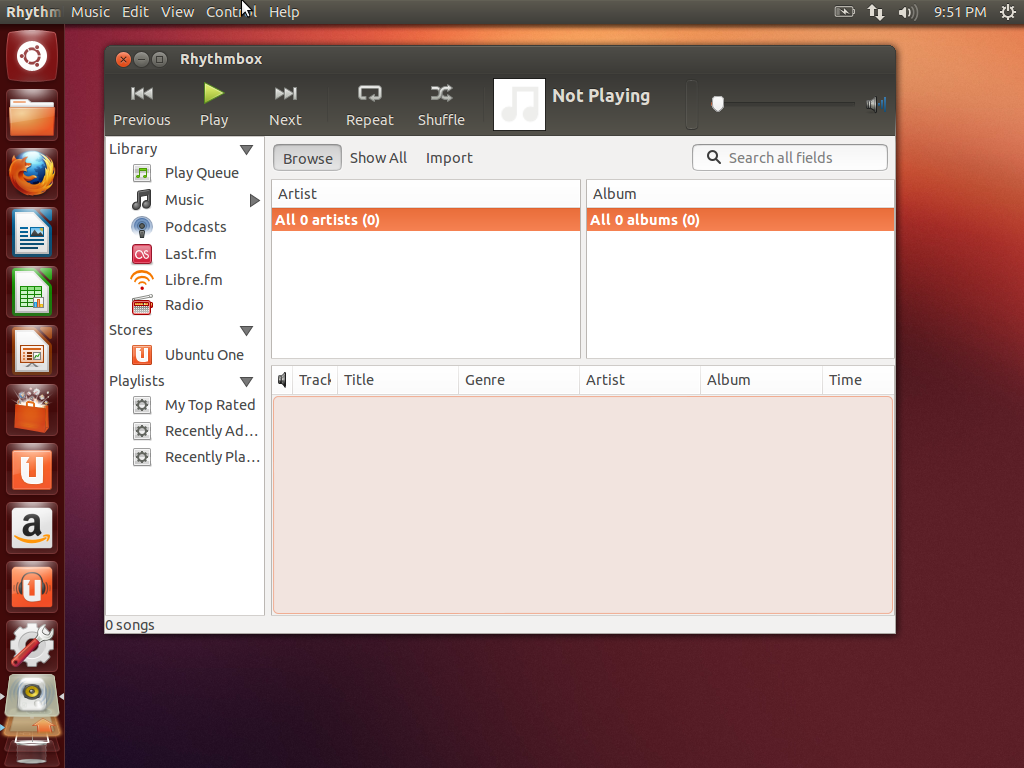 Rhythm Music Edit View Control Help 9:51 PM
Rhythmbox
Previous Play Next Repeat Shuffle Not Playing
Library
Play Queue
Music
Podcasts
Last.fm
Libre.fm
Radio
Stores
Ubuntu One
Playlists
My Top Rated
Recently Ad...
Recently Pla...
Browse Show All Import Search all fields
Artist Album
All 0 artists (0) All 0 albums (0)
Track Title Genre Artist Album Time
0 songs